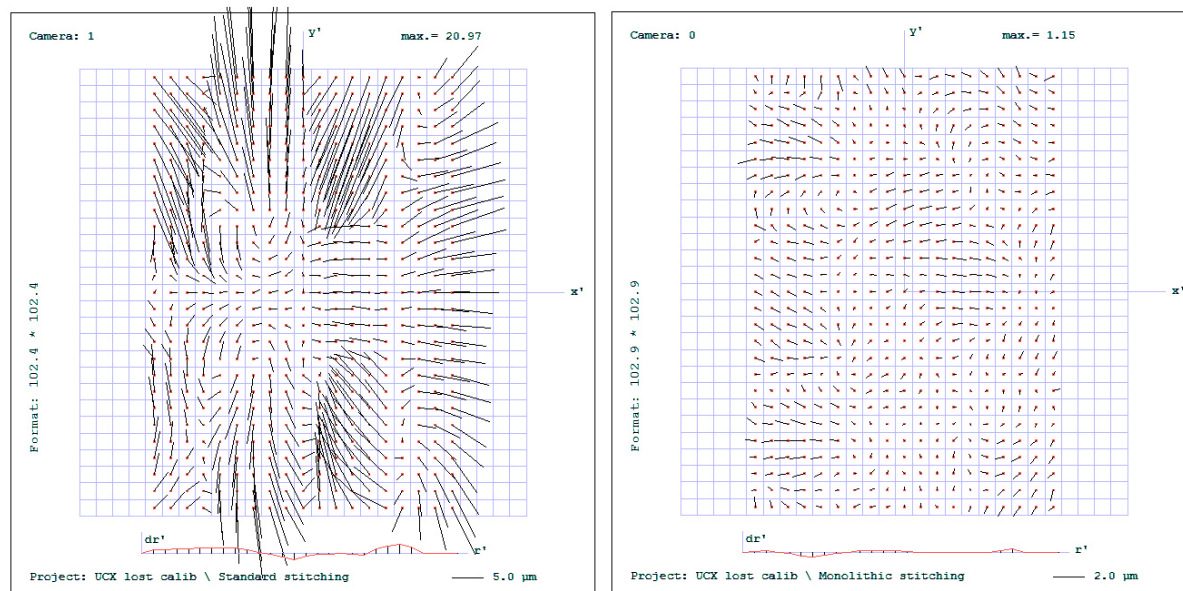 Camera: 1
y'
max.= 20.97
x'
Format: 102.4 * 102.4
dr'
r'
Project: UCX lost calib \ Standard stitching
5.0 µm
Camera: 0
y'
max.= 1.15
x'
Format: 102.9 * 102.9
dr'
r'
Project: UCX lost calib \ Monolithic stitching
2.0 µm